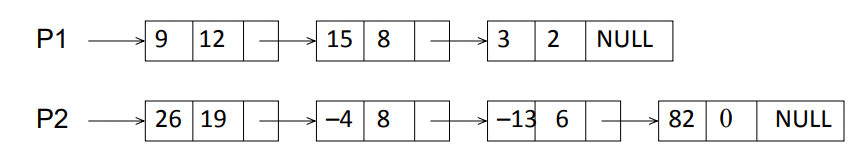 P1 9 12 15 8 3 2 NULL
P2 26 19 –4 8 –13 6 82 0 NULL